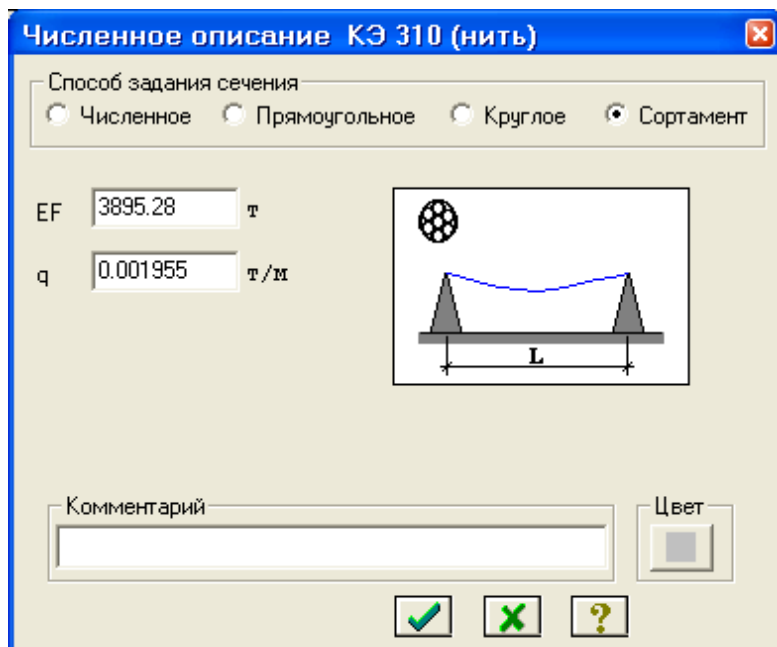 Численное описание КЭ 310 (нить)
Способ задания сечения
Численное Прямоугольное Круглое Сортамент
EF 3895.28 т
q 0.001955 т/м
L
Комментарий
Цвет